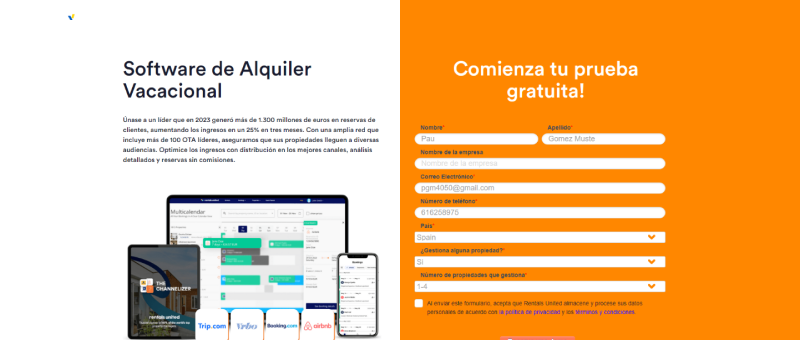 Software de Alquiler
Vacacional
Únase a un líder que en 2023 generó más de 1.300 millones de euros en reservas de
clientes, aumentando los ingresos en un 25% en tres meses. Con una amplia red que
incluye más de 100 OTA líderes, aseguramos que sus propiedades lleguen a diversas
audiencias. Optimice los ingresos con distribución en los mejores canales, análisis
detallados y reservas sin comisiones.
Multicalendar
THE
CHANNELIZER
rentals united
Trip.com
Booking.com
airbnb
Comienza tu prueba
gratuita!
Nombre* Apellido*
Pau Gomez Muste
Nombre de la empresa
Nombre de la empresa
Correo Electrónico*
pgm4050@gmail.com
Número de teléfono*
616258975
País*
Spain
¿Gestiona alguna propiedad?*
Sí
Número de propiedades que gestiona*
1-4
Al enviar este formulario, acepta que Rentals United almacene y procese sus datos
personales de acuerdo con la política de privacidad y los términos y condiciones